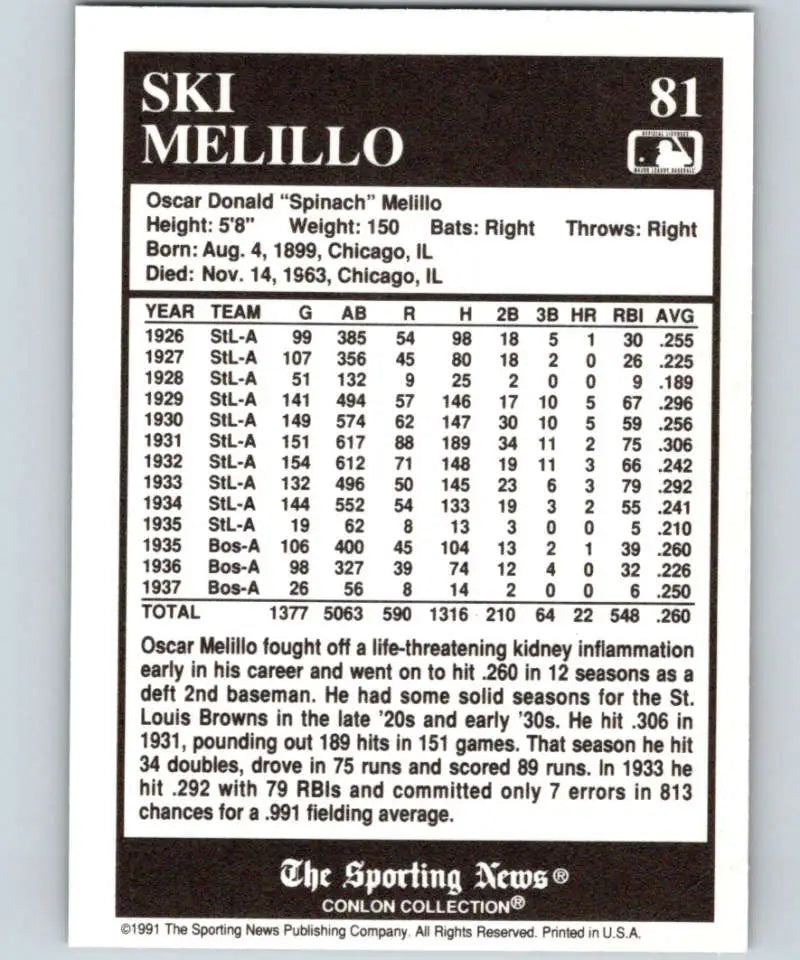 SKI
MELILLO
81
OFFICIAL LICENSEE
MAJOR LEAGUE BASEBALL
Oscar Donald “Spinach” Melillo
Height: 5'8" Weight: 150 Bats: Right Throws: Right
Born: Aug. 4, 1899, Chicago, IL
Died: Nov. 14, 1963, Chicago, IL
YEAR TEAM G AB R H 2B 3B HR RBI AVG
1926 StL-A 99 385 54 98 18 5 1 30 .255
1927 StL-A 107 356 45 80 18 2 0 26 .225
1928 StL-A 51 132 9 25 2 0 0 9 .189
1929 StL-A 141 494 57 146 17 10 5 67 .296
1930 StL-A 149 574 62 147 30 10 5 59 .256
1931 StL-A 151 617 88 189 34 11 2 75 .306
1932 StL-A 154 612 71 148 19 11 3 66 .242
1933 StL-A 132 496 50 145 23 6 3 79 .292
1934 StL-A 144 552 54 133 19 3 2 55 .241
1935 StL-A 19 62 8 13 3 0 0 5 .210
1935 Bos-A 106 400 45 104 13 2 1 39 .260
1936 Bos-A 98 327 39 74 12 4 0 32 .226
1937 Bos-A 26 56 8 14 2 0 0 6 .250
TOTAL 1377 5063 590 1316 210 64 22 548 .260
Oscar Melillo fought off a life-threatening kidney inflammation
early in his career and went on to hit .260 in 12 seasons as a
deft 2nd baseman. He had some solid seasons for the St.
Louis Browns in the late '20s and early '30s. He hit .306 in
1931, pounding out 189 hits in 151 games. That season he hit
34 doubles, drove in 75 runs and scored 89 runs. In 1933 he
hit .292 with 79 RBIs and committed only 7 errors in 813
chances for a .991 fielding average.
The Sporting News®
CONLON COLLECTION®
©1991 The Sporting News Publishing Company. All Rights Reserved. Printed in U.S.A.